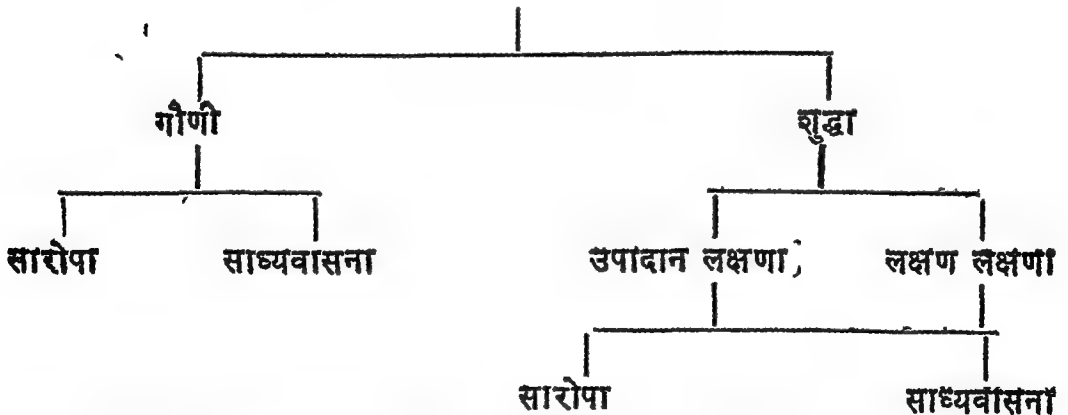 गौणी शुद्धा
सारोपा साध्यवासना उपादान लक्षणा, लक्षण लक्षणा
सारोपा साध्यवासना